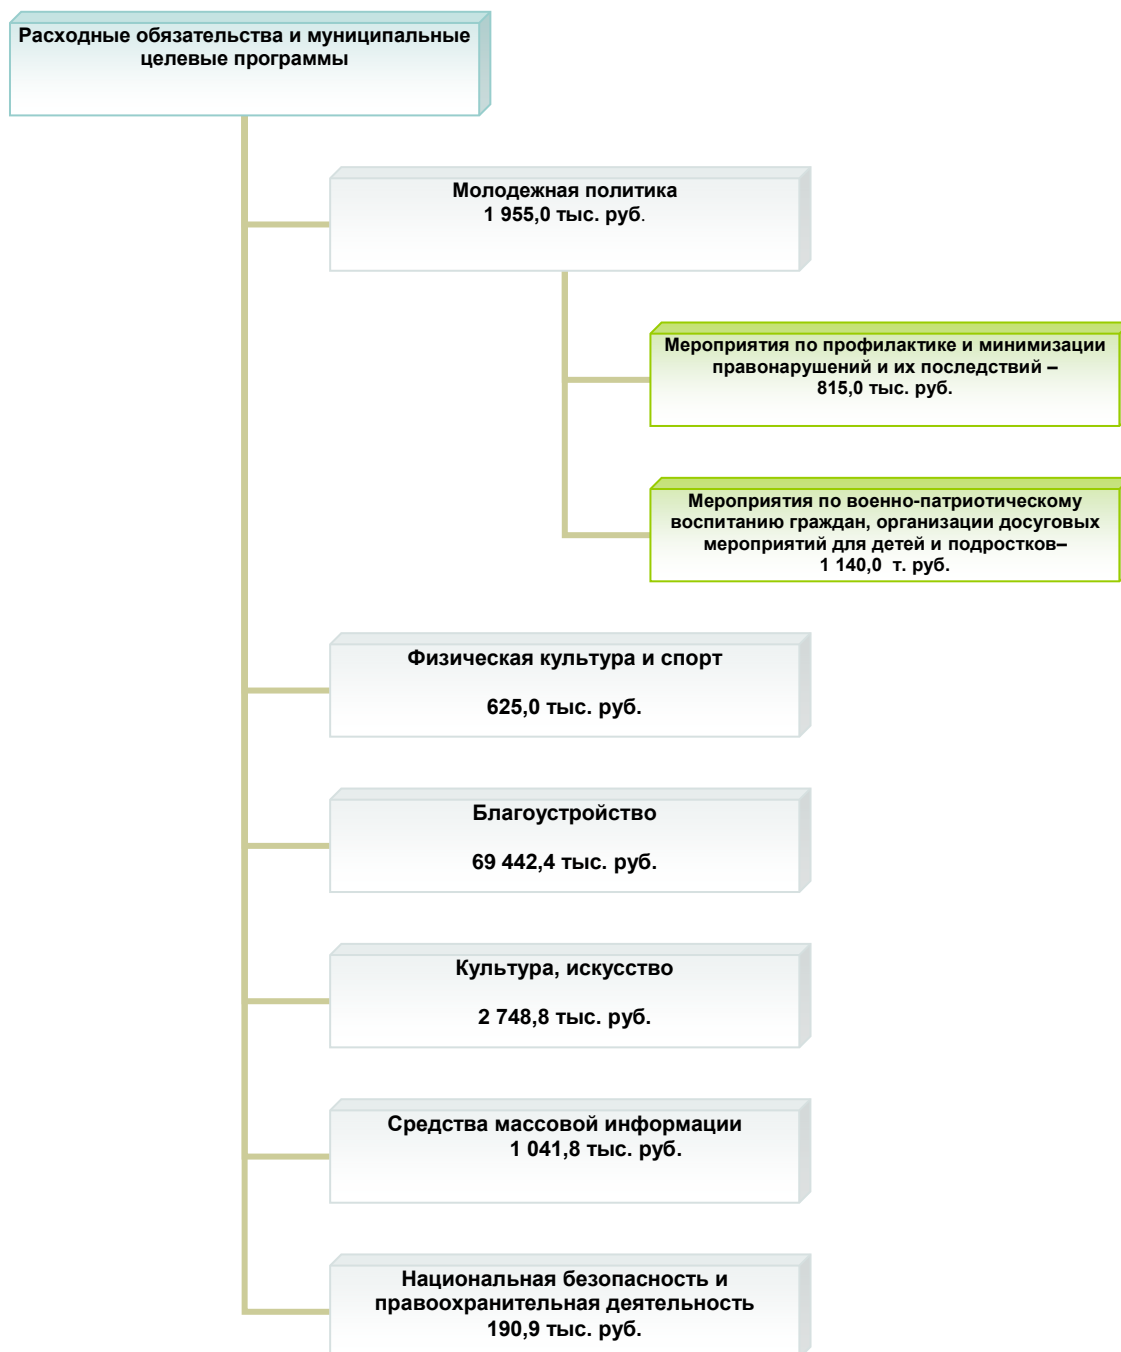 Расходные обязательства и муниципальные
целевые программы
Молодежная политика
1 955,0 тыс. руб.
Мероприятия по профилактике и минимизации
правонарушений и их последствий –
815,0 тыс. руб.
Мероприятия по военно-патриотическому
воспитанию граждан, организации досуговых
мероприятий для детей и подростков–
1 140,0 т. руб.
Физическая культура и спорт
625,0 тыс. руб.
Благоустройство
69 442,4 тыс. руб.
Культура, искусство
2 748,8 тыс. руб.
Средства массовой информации
1 041,8 тыс. руб.
Национальная безопасность и
правоохранительная деятельность
190,9 тыс. руб.